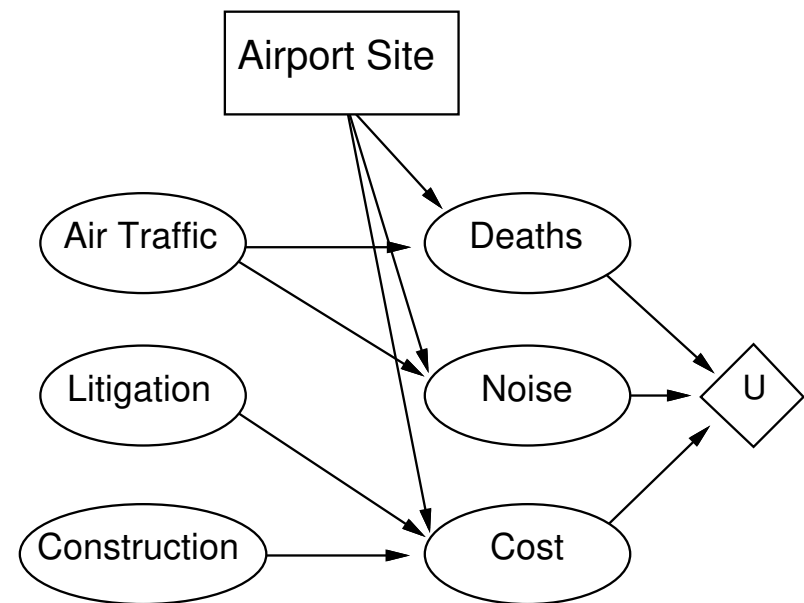 Airport Site
Air Traffic
Deaths
Litigation
Noise
U
Construction
Cost